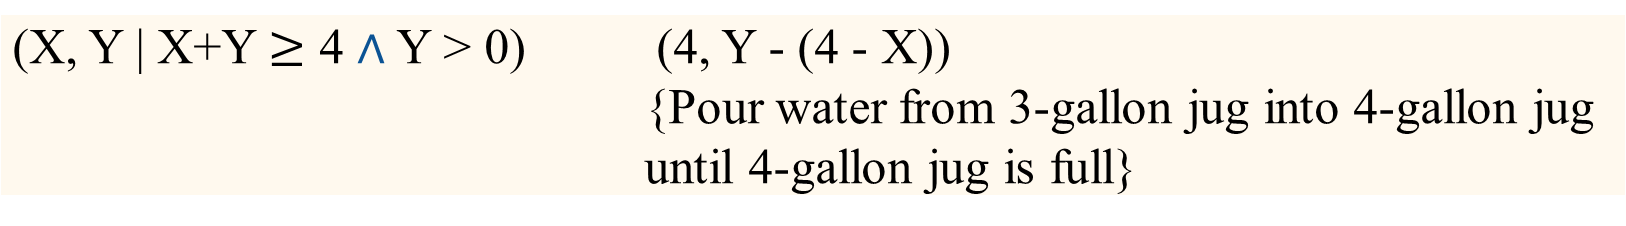 (X, Y | X+Y ≥ 4 ∧ Y > 0) (4, Y - (4 - X))
{Pour water from 3-gallon jug into 4-gallon jug
until 4-gallon jug is full}